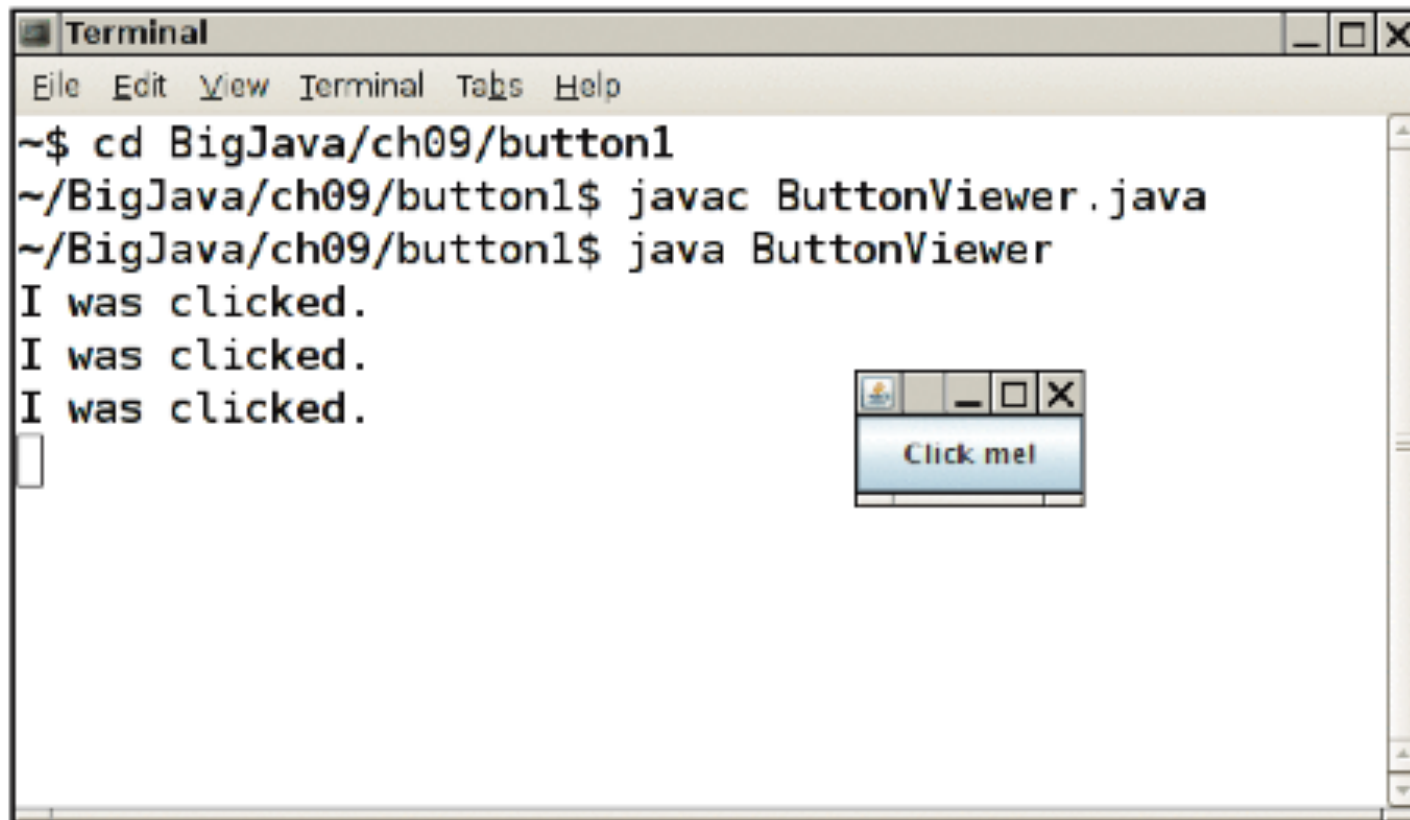 Terminal
File Edit View Terminal Tabs Help
~$ cd BigJava/ch09/button1
~/BigJava/ch09/button1$ javac ButtonViewer.java
~/BigJava/ch09/button1$ java ButtonViewer
I was clicked.
I was clicked.
I was clicked.
Click me!